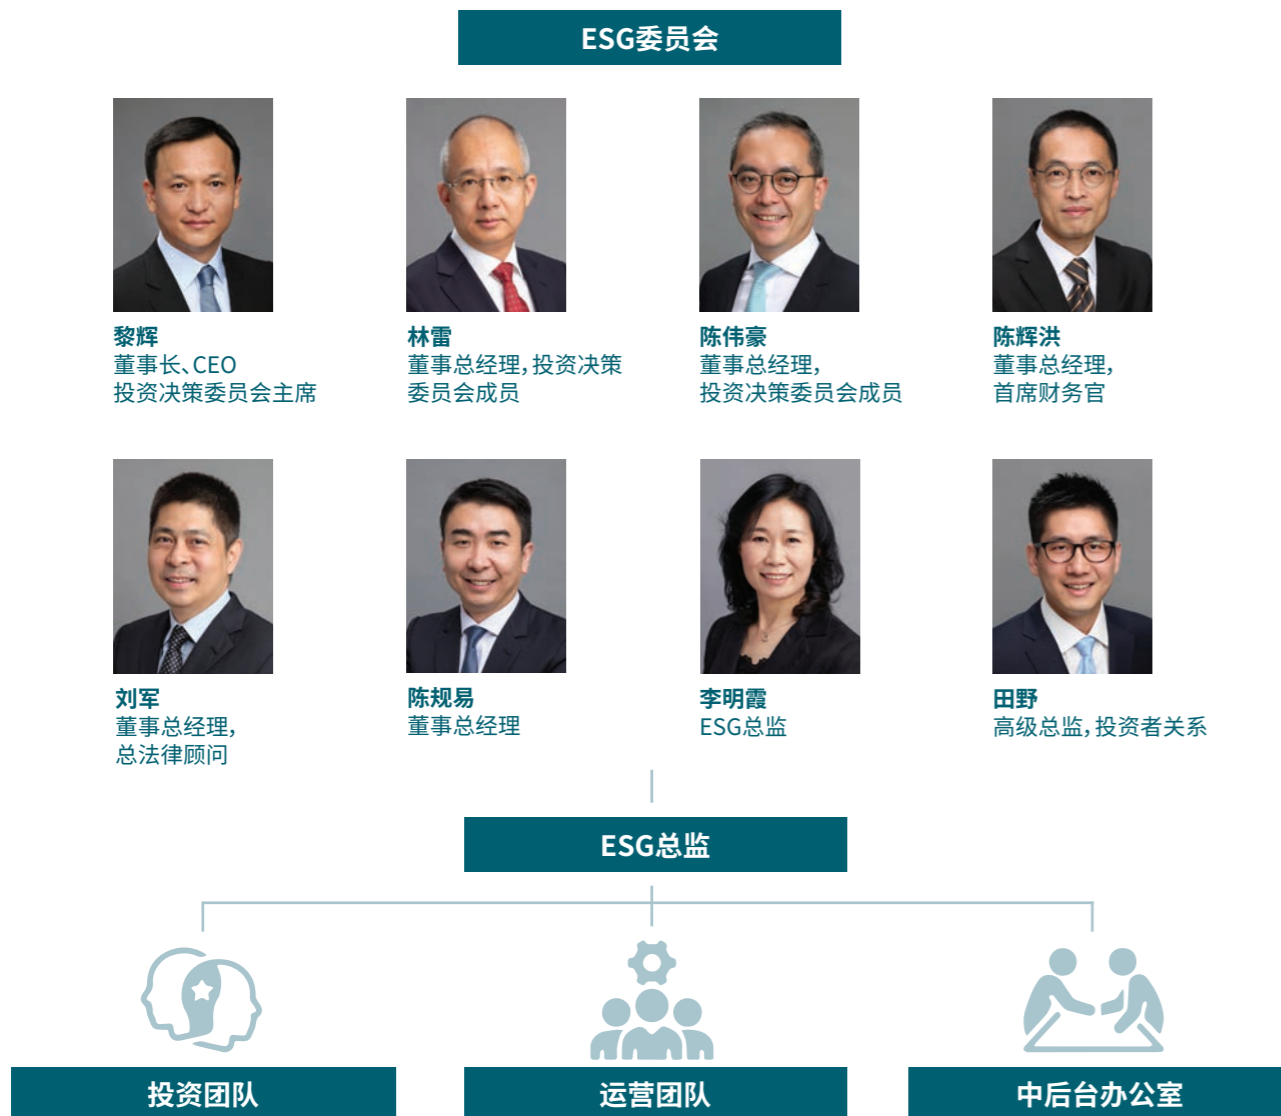 ESG委员会
黎辉
董事长、CEO
投资决策委员会主席
林雷
董事总经理，投资决策
委员会成员
陈伟豪
董事总经理，
投资决策委员会成员
陈辉洪
董事总经理，
首席财务官
刘军
董事总经理，
总法律顾问
陈规易
董事总经理
李明霞
ESG总监
田野
高级总监，投资者关系
ESG总监
投资团队
运营团队
中后台办公室